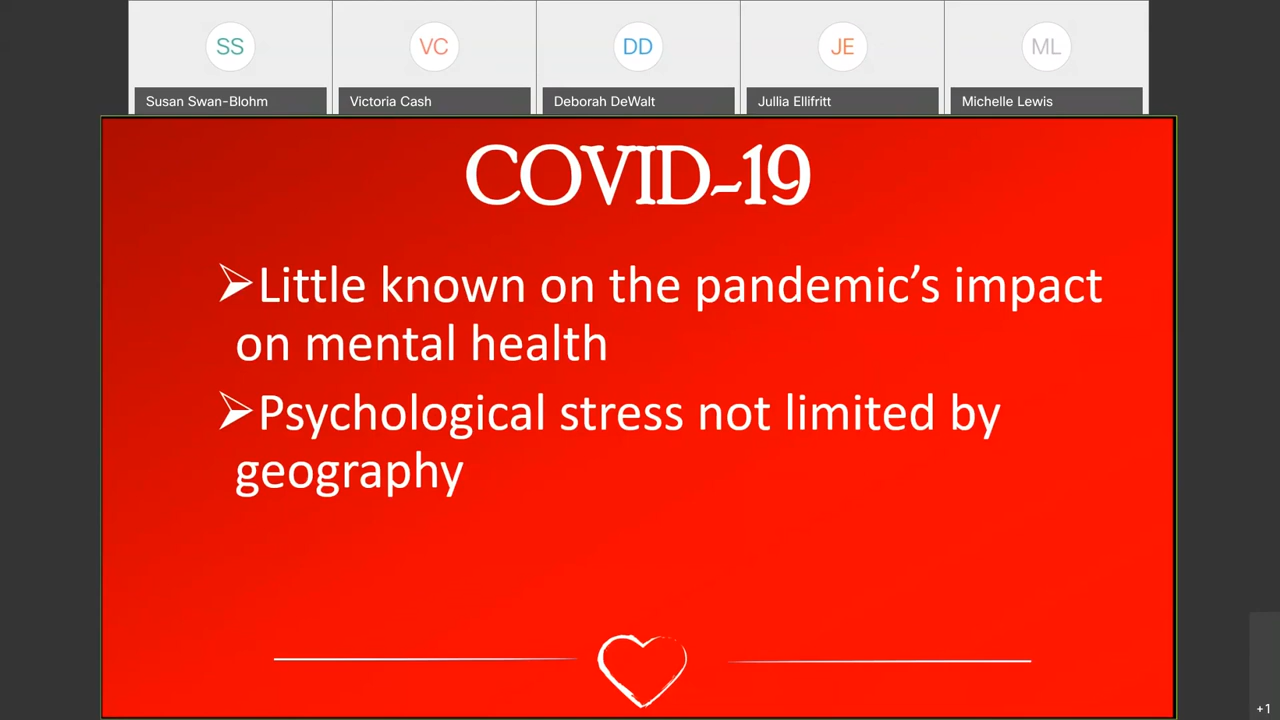 SS
VC
DD
JE
ML
Susan Swan-Blohm
Victoria Cash
Deborah DeWalt
Jullia Ellifritt
Michelle Lewis
COVID-19
➢Little known on the pandemic’s impact
on mental health
➢Psychological stress not limited by
geography
+1